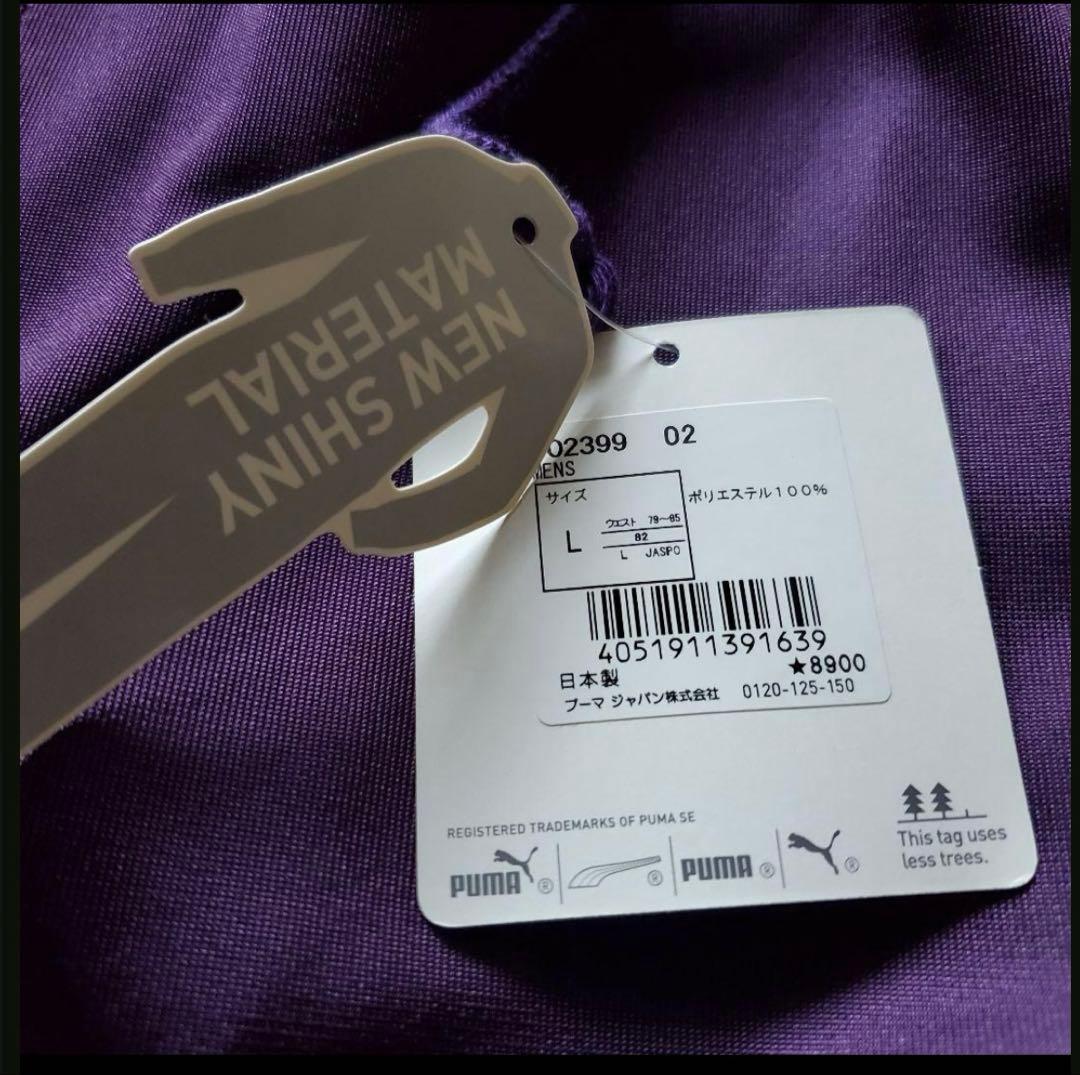 NEW SHINY
MATERIAL
02399 02
MENS
サイズ
ポリエステル100%
L
ウエスト 79~85
82
L JASPO
4051911391639
★8900
日本製
プーマ ジャパン株式会社 0120-125-150
REGISTERED TRADEMARKS OF PUMA SE
PUMA ® ® PUMA ® ®
This tag uses
less trees.